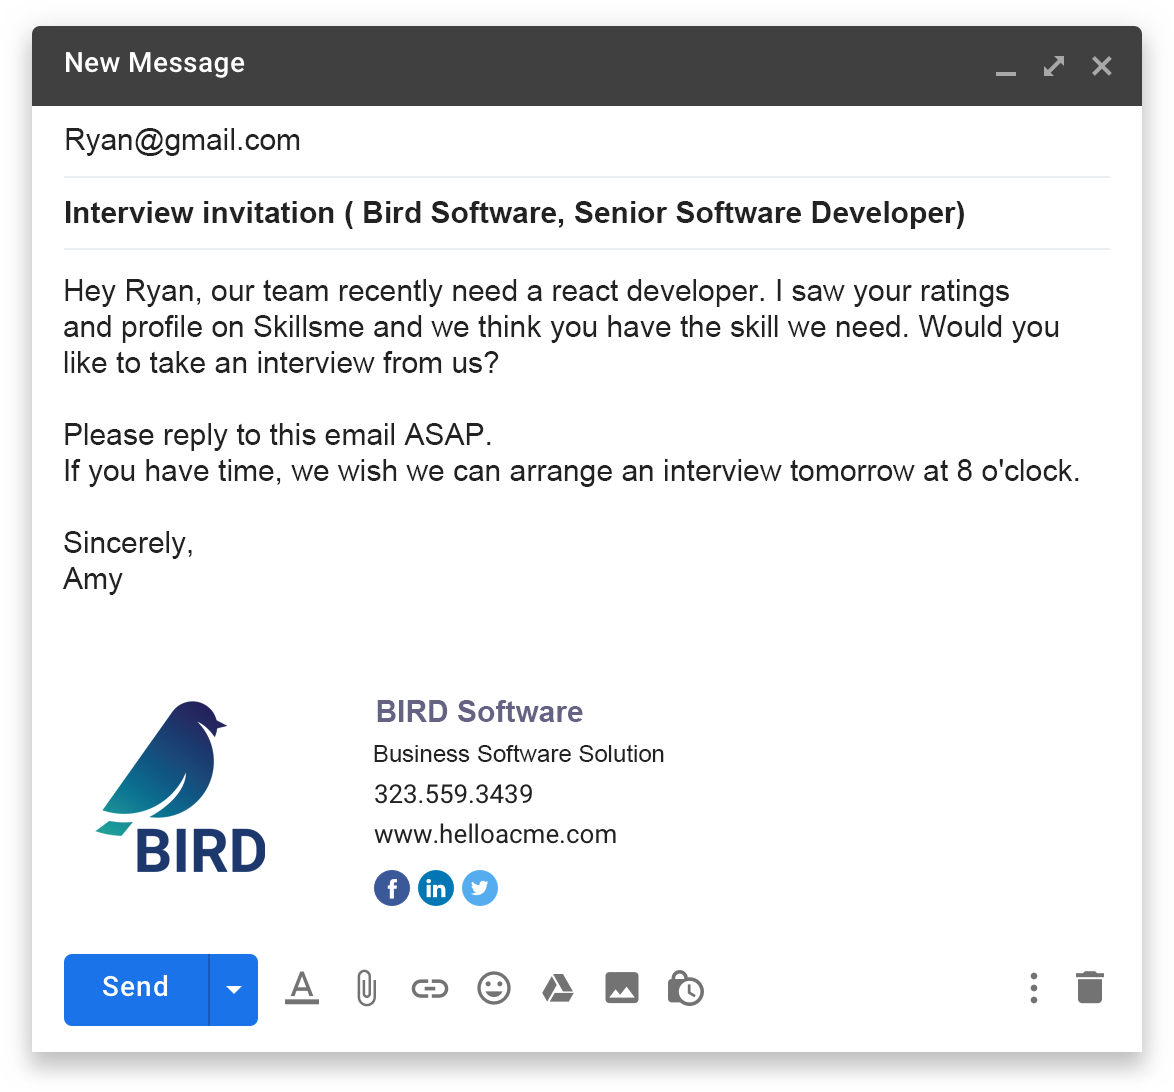 New Message
Ryan@gmail.com
Interview invitation ( Bird Software, Senior Software Developer)
Hey Ryan, our team recently need a react developer. I saw your ratings
and profile on Skillsme and we think you have the skill we need. Would you
like to take an interview from us?
Please reply to this email ASAP.
If you have time, we wish we can arrange an interview tomorrow at 8 o'clock.
Sincerely,
Amy
BIRD Software
Business Software Solution
323.559.3439
www.helloacme.com
BIRD
f in
Send
A